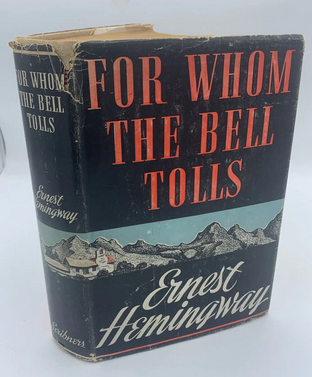 FOR WHOM
THE BELL
TOLLS
Ernest
Hemingway
Scribners
FOR WHOM
THE BELL
TOLLS
Ernest
Hemingway